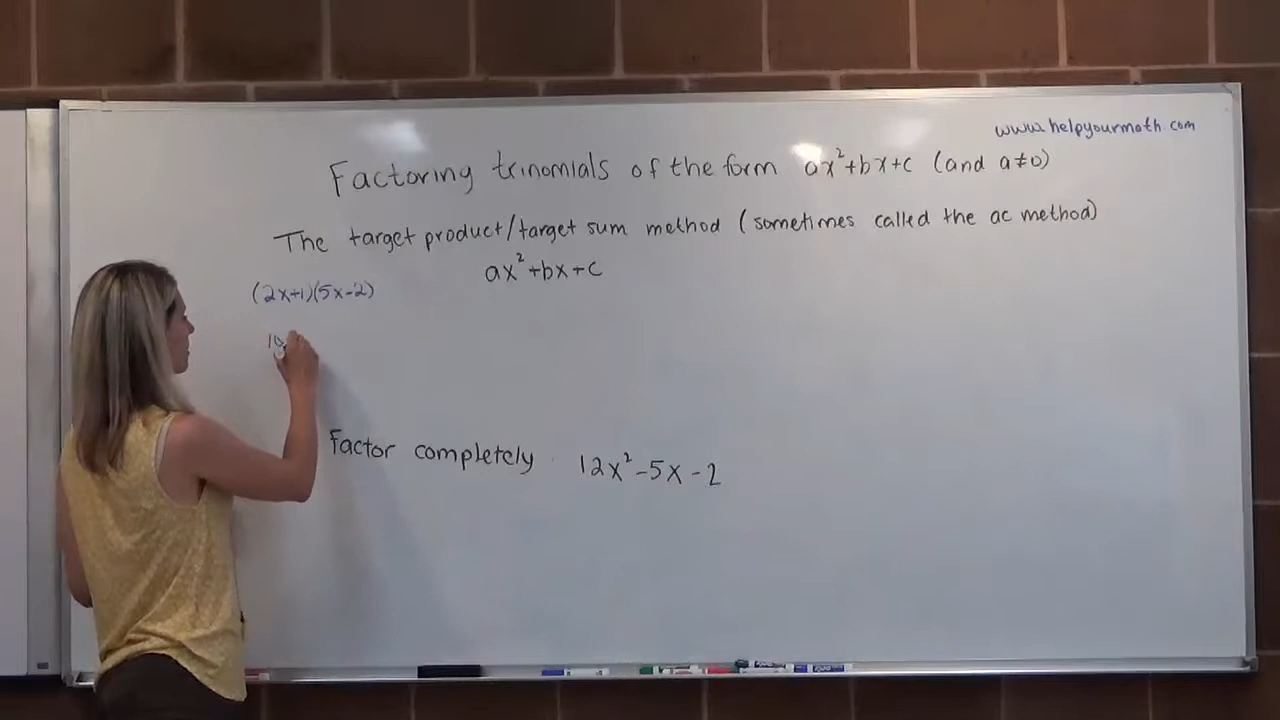 www.helpyourmath.com
Factoring trinomials of the form ax²+bx+c (and a≠0)
The target product/target sum method (sometimes called the ac method)
ax²+bx+c
(2x+1)(5x-2)
10
Factor completely 12x²-5x-2